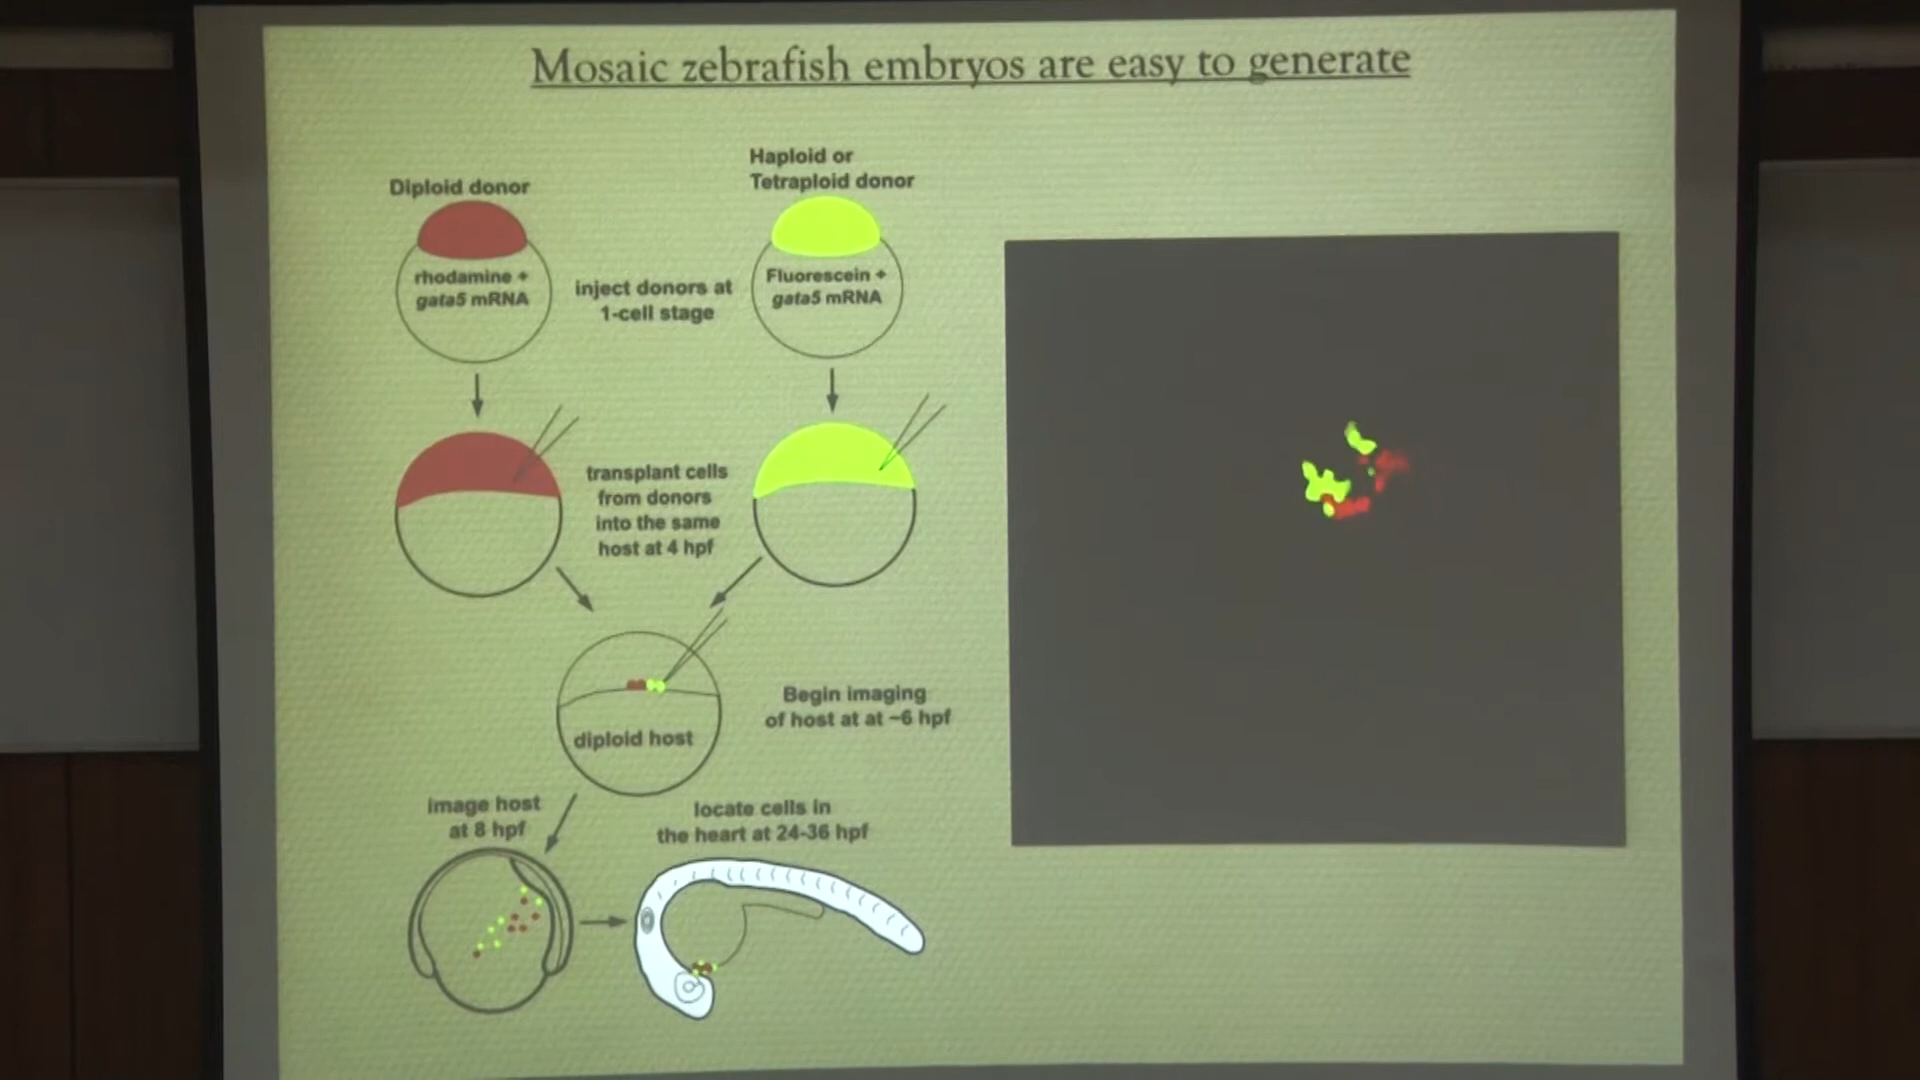 Mosaic zebrafish embryos are easy to generate
Diploid donor
Haploid or
Tetraploid donor
rhodamine +
gata5 mRNA
inject donors at
1-cell stage
Fluorescein +
gata5 mRNA
transplant cells
from donors
into the same
host at 4 hpf
diploid host
Begin imaging
of host at at ~6 hpf
image host
at 8 hpf
locate cells in
the heart at 24-36 hpf